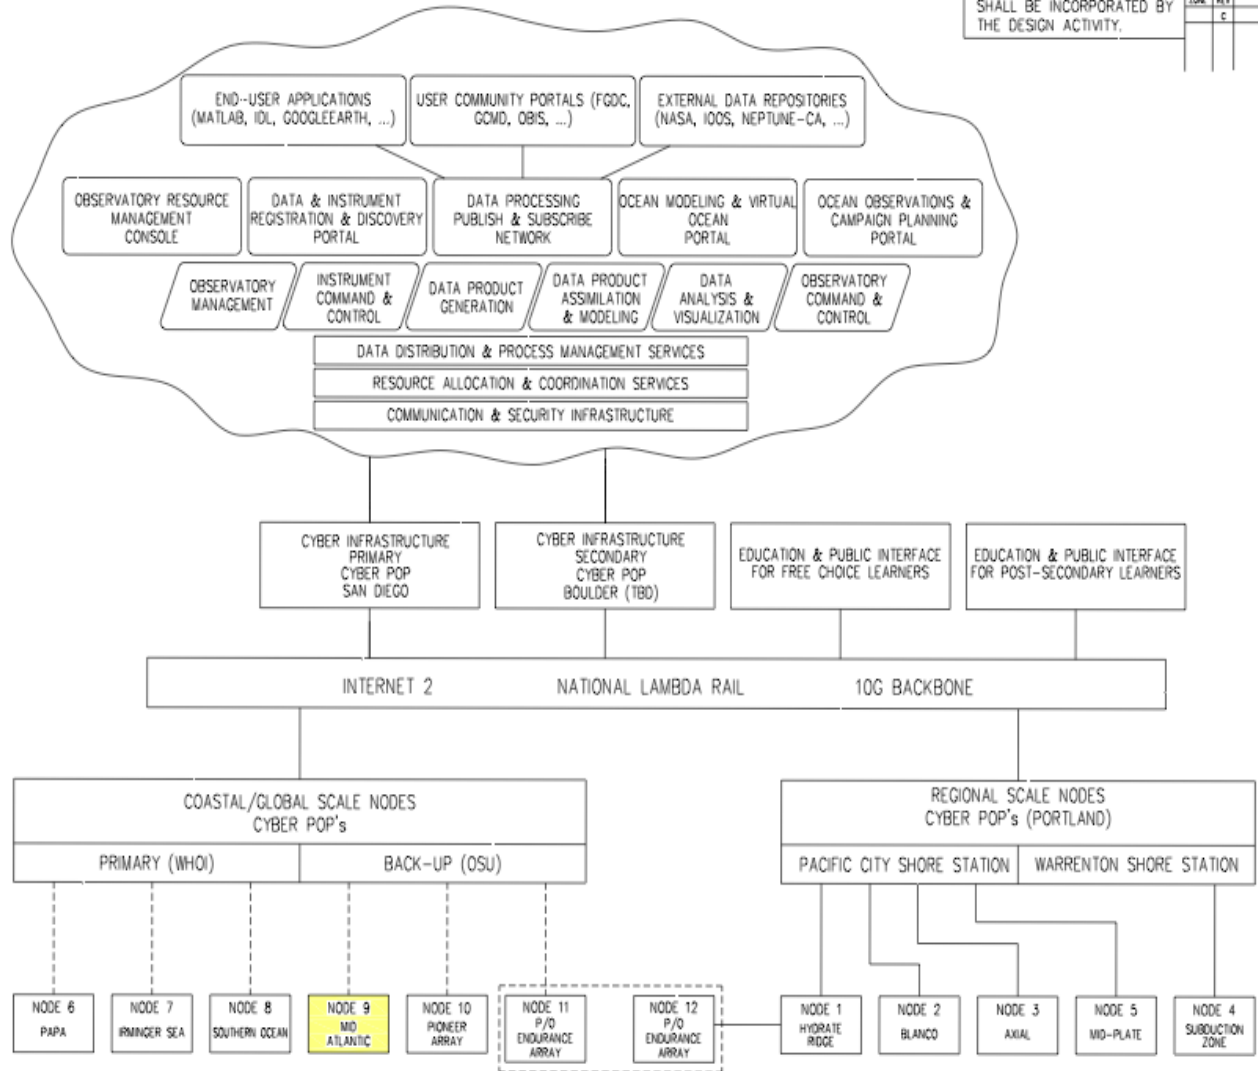 SHALL BE INCORPORATED BY
THE DESIGN ACTIVITY.
ZONE REV
C
END--USER APPLICATIONS
(MATLAB, IDL, GOOGLEEARTH, ...)
USER COMMUNITY PORTALS (FGDC,
GCMD, OBIS, ...)
EXTERNAL DATA REPOSITORIES
(NASA, IOOS, NEPTUNE-CA, ...)
OBSERVATORY RESOURCE
MANAGEMENT
CONSOLE
DATA & INSTRUMENT
REGISTRATION & DISCOVERY
PORTAL
DATA PROCESSING
PUBLISH & SUBSCRIBE
NETWORK
OCEAN MODELING & VIRTUAL
OCEAN
PORTAL
OCEAN OBSERVATIONS &
CAMPAIGN PLANNING
PORTAL
OBSERVATORY
MANAGEMENT
INSTRUMENT
COMMAND &
CONTROL
DATA PRODUCT
GENERATION
DATA PRODUCT
ASSIMILATION
& MODELING
DATA
ANALYSIS &
VISUALIZATION
OBSERVATORY
COMMAND &
CONTROL
DATA DISTRIBUTION & PROCESS MANAGEMENT SERVICES
RESOURCE ALLOCATION & COORDINATION SERVICES
COMMUNICATION & SECURITY INFRASTRUCTURE
CYBER INFRASTRUCTURE
PRIMARY
CYBER POP
SAN DIEGO
CYBER INFRASTRUCTURE
SECONDARY
CYBER POP
BOULDER (TBD)
EDUCATION & PUBLIC INTERFACE
FOR FREE CHOICE LEARNERS
EDUCATION & PUBLIC INTERFACE
FOR POST-SECONDARY LEARNERS
INTERNET 2 NATIONAL LAMBDA RAIL 10G BACKBONE
COASTAL/GLOBAL SCALE NODES
CYBER POP's
PRIMARY (WHOI)
BACK-UP (OSU)
REGIONAL SCALE NODES
CYBER POP's (PORTLAND)
PACIFIC CITY SHORE STATION
WARRENTON SHORE STATION
NODE 6
PAPA
NODE 7
IRMINGER SEA
NODE 8
SOUTHERN OCEAN
NODE 9
MID
ATLANTIC
NODE 10
PIONEER
ARRAY
NODE 11
P/O
ENDURANCE
ARRAY
NODE 12
P/O
ENDURANCE
ARRAY
NODE 1
HYDRATE
RIDGE
NODE 2
BLANCO
NODE 3
AXIAL
NODE 5
MID-PLATE
NODE 4
SUBDUCTION
ZONE